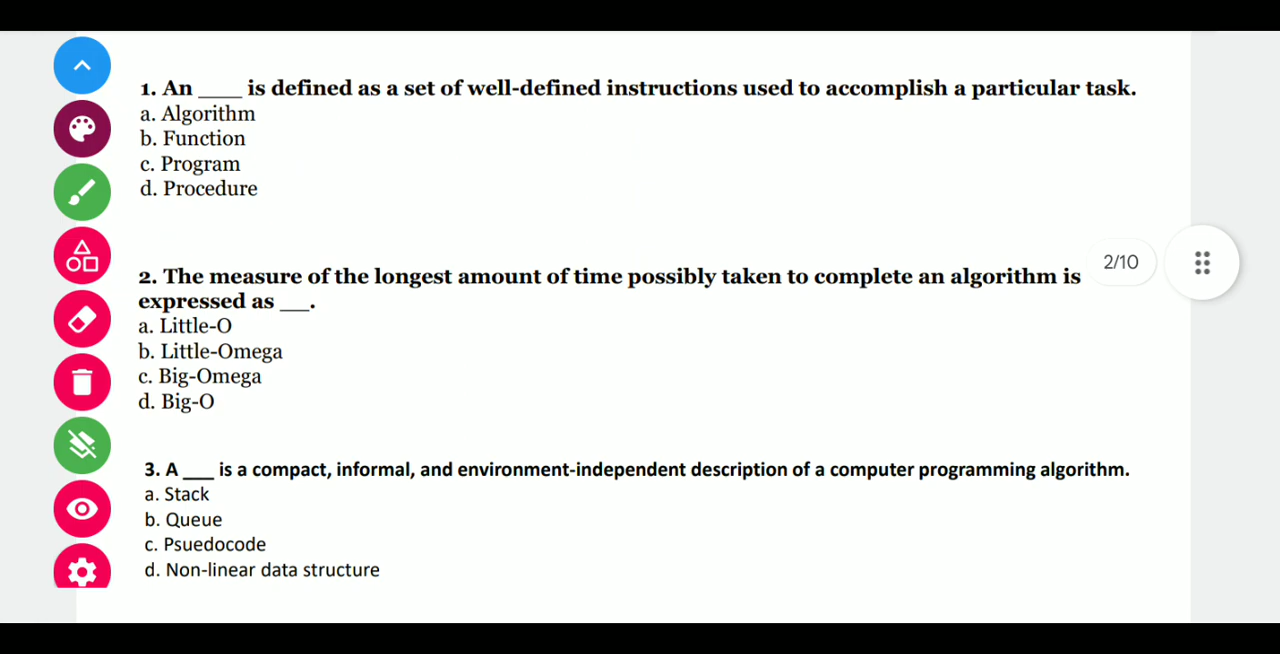 1. An ____ is defined as a set of well-defined instructions used to accomplish a particular task.
a. Algorithm
b. Function
c. Program
d. Procedure
2. The measure of the longest amount of time possibly taken to complete an algorithm is
expressed as ___.
a. Little-O
b. Little-Omega
c. Big-Omega
d. Big-O
2/10
3. A ___ is a compact, informal, and environment-independent description of a computer programming algorithm.
a. Stack
b. Queue
c. Psuedocode
d. Non-linear data structure